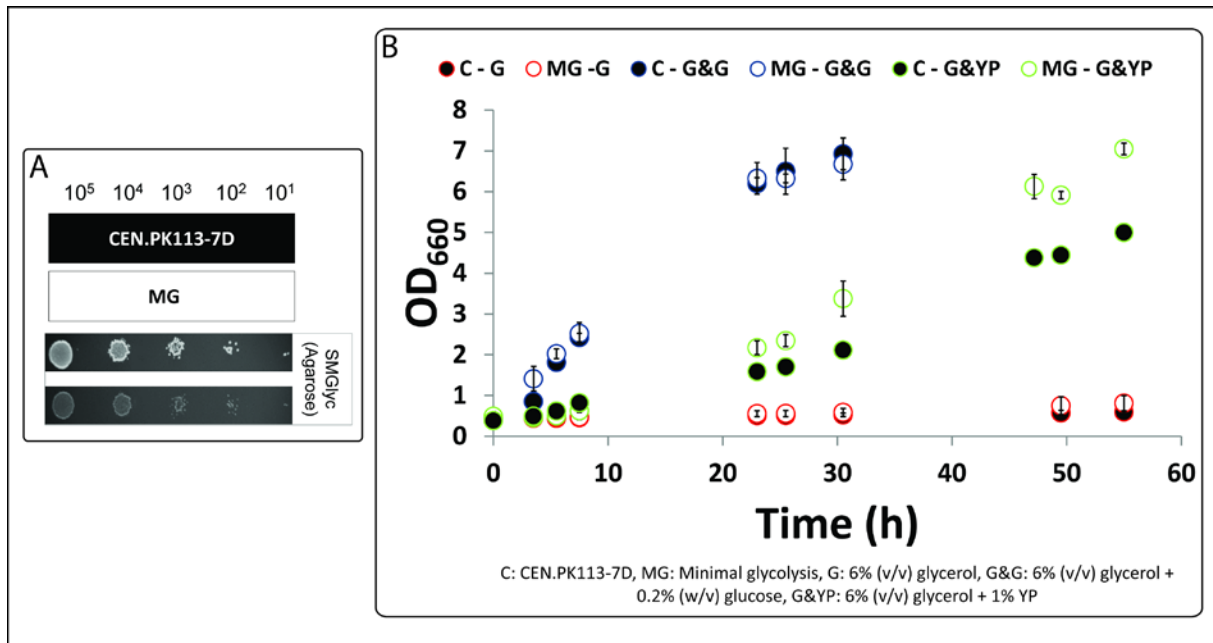 A
10⁵ 10⁴ 10³ 10² 10¹
CEN.PK113-7D
MG
SMGlyc
(Agarose)
B
C - G MG -G C - G&G MG - G&G C - G&YP MG - G&YP
8
7
6
5
4
3
2
1
0
OD₆₆₀
0 10 20 30 40 50 60
Time (h)
C: CEN.PK113-7D, MG: Minimal glycolysis, G: 6% (v/v) glycerol, G&G: 6% (v/v) glycerol +
0.2% (w/v) glucose, G&YP: 6% (v/v) glycerol + 1% YP